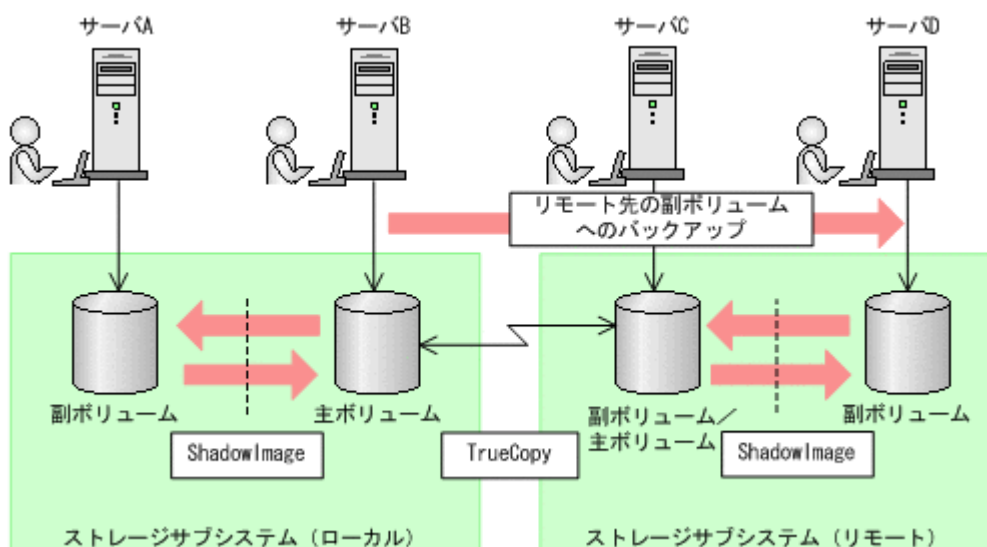 サーバA
サーバB
サーバC
サーバD
リモート先の副ボリューム
へのバックアップ
副ボリューム
主ボリューム
副ボリューム／
主ボリューム
副ボリューム
ShadowImage
TrueCopy
ShadowImage
ストレージサブシステム（ローカル）
ストレージサブシステム（リモート）